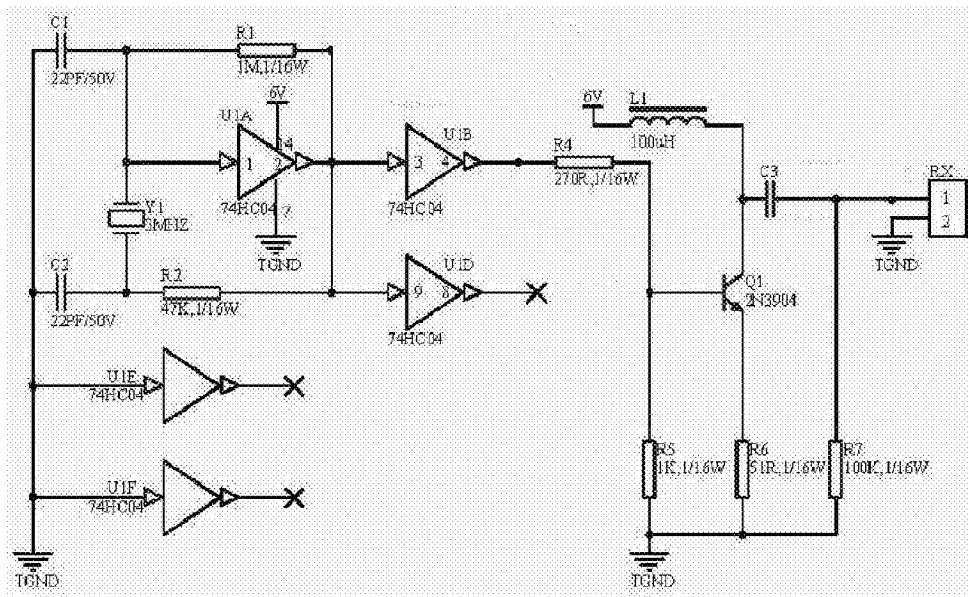 C1
22PF/50V
R1
1M,1/16W
6V
U1A
14
1
2
7
74HC04
TGND
U1B
3
4
74HC04
R4
270R,1/16W
6V
L1
100uH
C3
RX
1
2
TGND
Y1
C2
22PF/50V
R2
47K,1/16W
U1D
9
8
74HC04
Q1
2N3904
U1E
74HC04
U1F
74HC04
R5
1K,1/16W
R6
51R,1/16W
R7
100K,1/16W
TGND
TGND